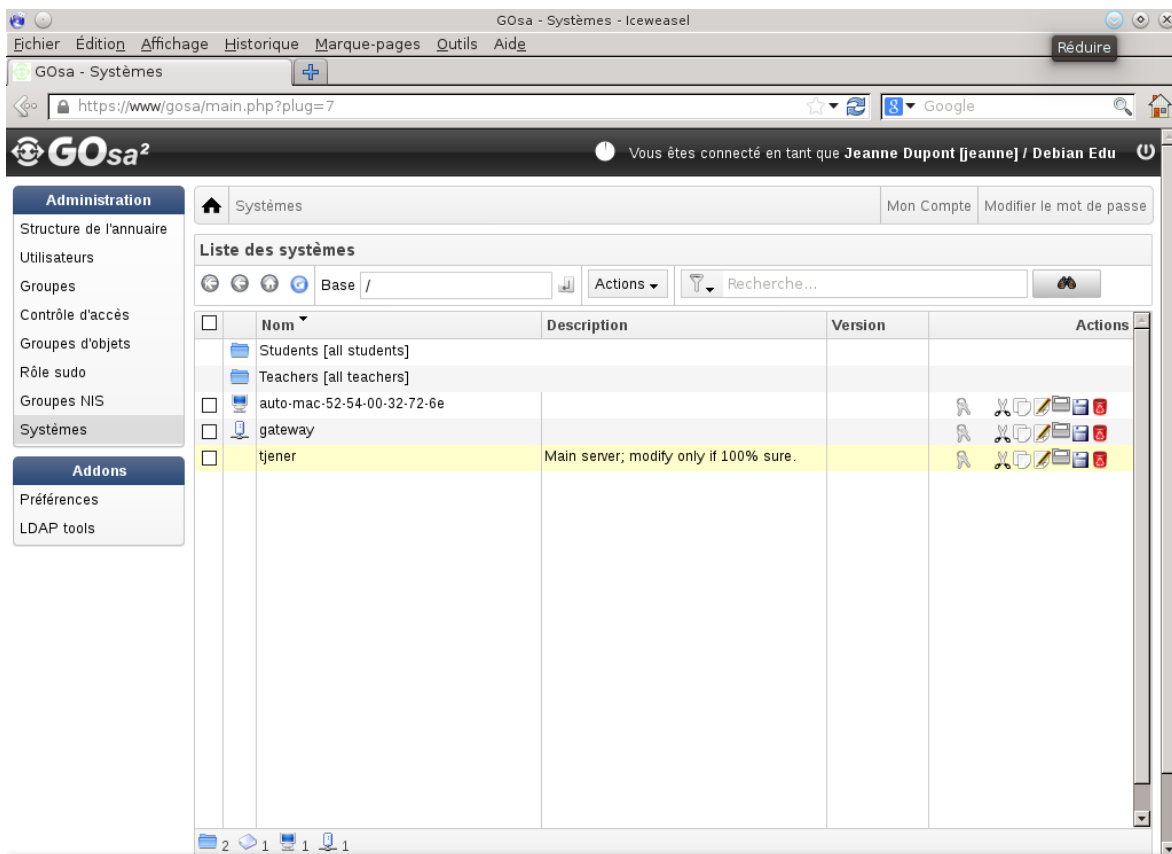 GOsa - Systèmes - Iceweasel
Fichier Édition Affichage Historique Marque-pages Outils Aide
Réduire
GOsa - Systèmes
https://www/gosa/main.php?plug=7
8 Google
GOsa²
Vous êtes connecté en tant que Jeanne Dupont [jeanne] / Debian Edu
Administration
Structure de l'annuaire
Utilisateurs
Groupes
Contrôle d'accès
Groupes d'objets
Rôle sudo
Groupes NIS
Systèmes
Addons
Préférences
LDAP tools
Systèmes
Mon Compte Modifier le mot de passe
Liste des systèmes
Base / Actions Recherche...
Nom Description Version Actions
Students [all students]
Teachers [all teachers]
auto-mac-52-54-00-32-72-6e
gateway
tjener Main server; modify only if 100% sure.
2 1 1 1